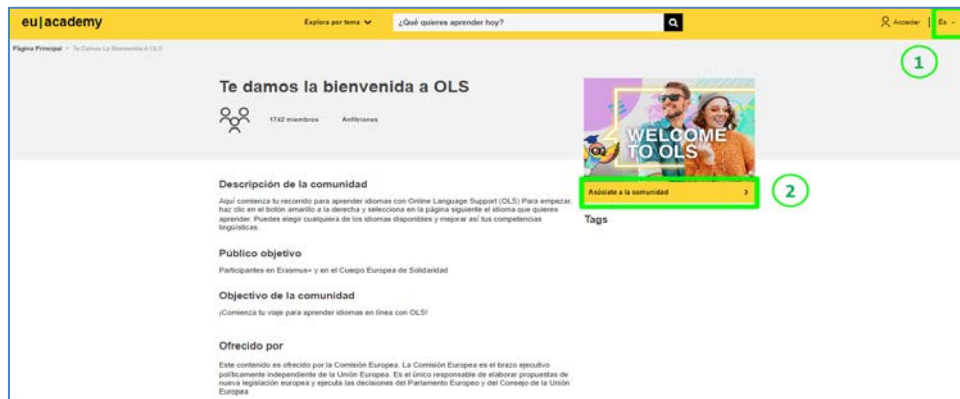 eu|academy
Explora por tema
¿Qué quieres aprender hoy?
Acceder | Es
Página Principal
Te Damos La Bienvenida A OLS
1
Te damos la bienvenida a OLS
1742 miembros
Anfitriones
WELCOME
TO OLS
Asóciate a la comunidad
2
Tags
Descripción de la comunidad
Aquí comienza tu recorrido para aprender idiomas con Online Language Support (OLS) Para empezar,
haz clic en el botón amarillo a la derecha y selecciona en la página siguiente el idioma que quieres
aprender. Puedes elegir cualquiera de los idiomas disponibles y mejorar así tus competencias
lingüísticas.
Público objetivo
Participantes en Erasmus+ y en el Cuerpo Europeo de Solidaridad
Objectivo de la comunidad
¡Comienza tu viaje para aprender idiomas en línea con OLS!
Ofrecido por
Este contenido es ofrecido por la Comisión Europea. La Comisión Europea es el brazo ejecutivo
políticamente independiente de la Unión Europea. Es el único responsable de elaborar propuestas de
nueva legislación europea y ejecuta las decisiones del Parlamento Europeo y del Consejo de la Unión
Europea